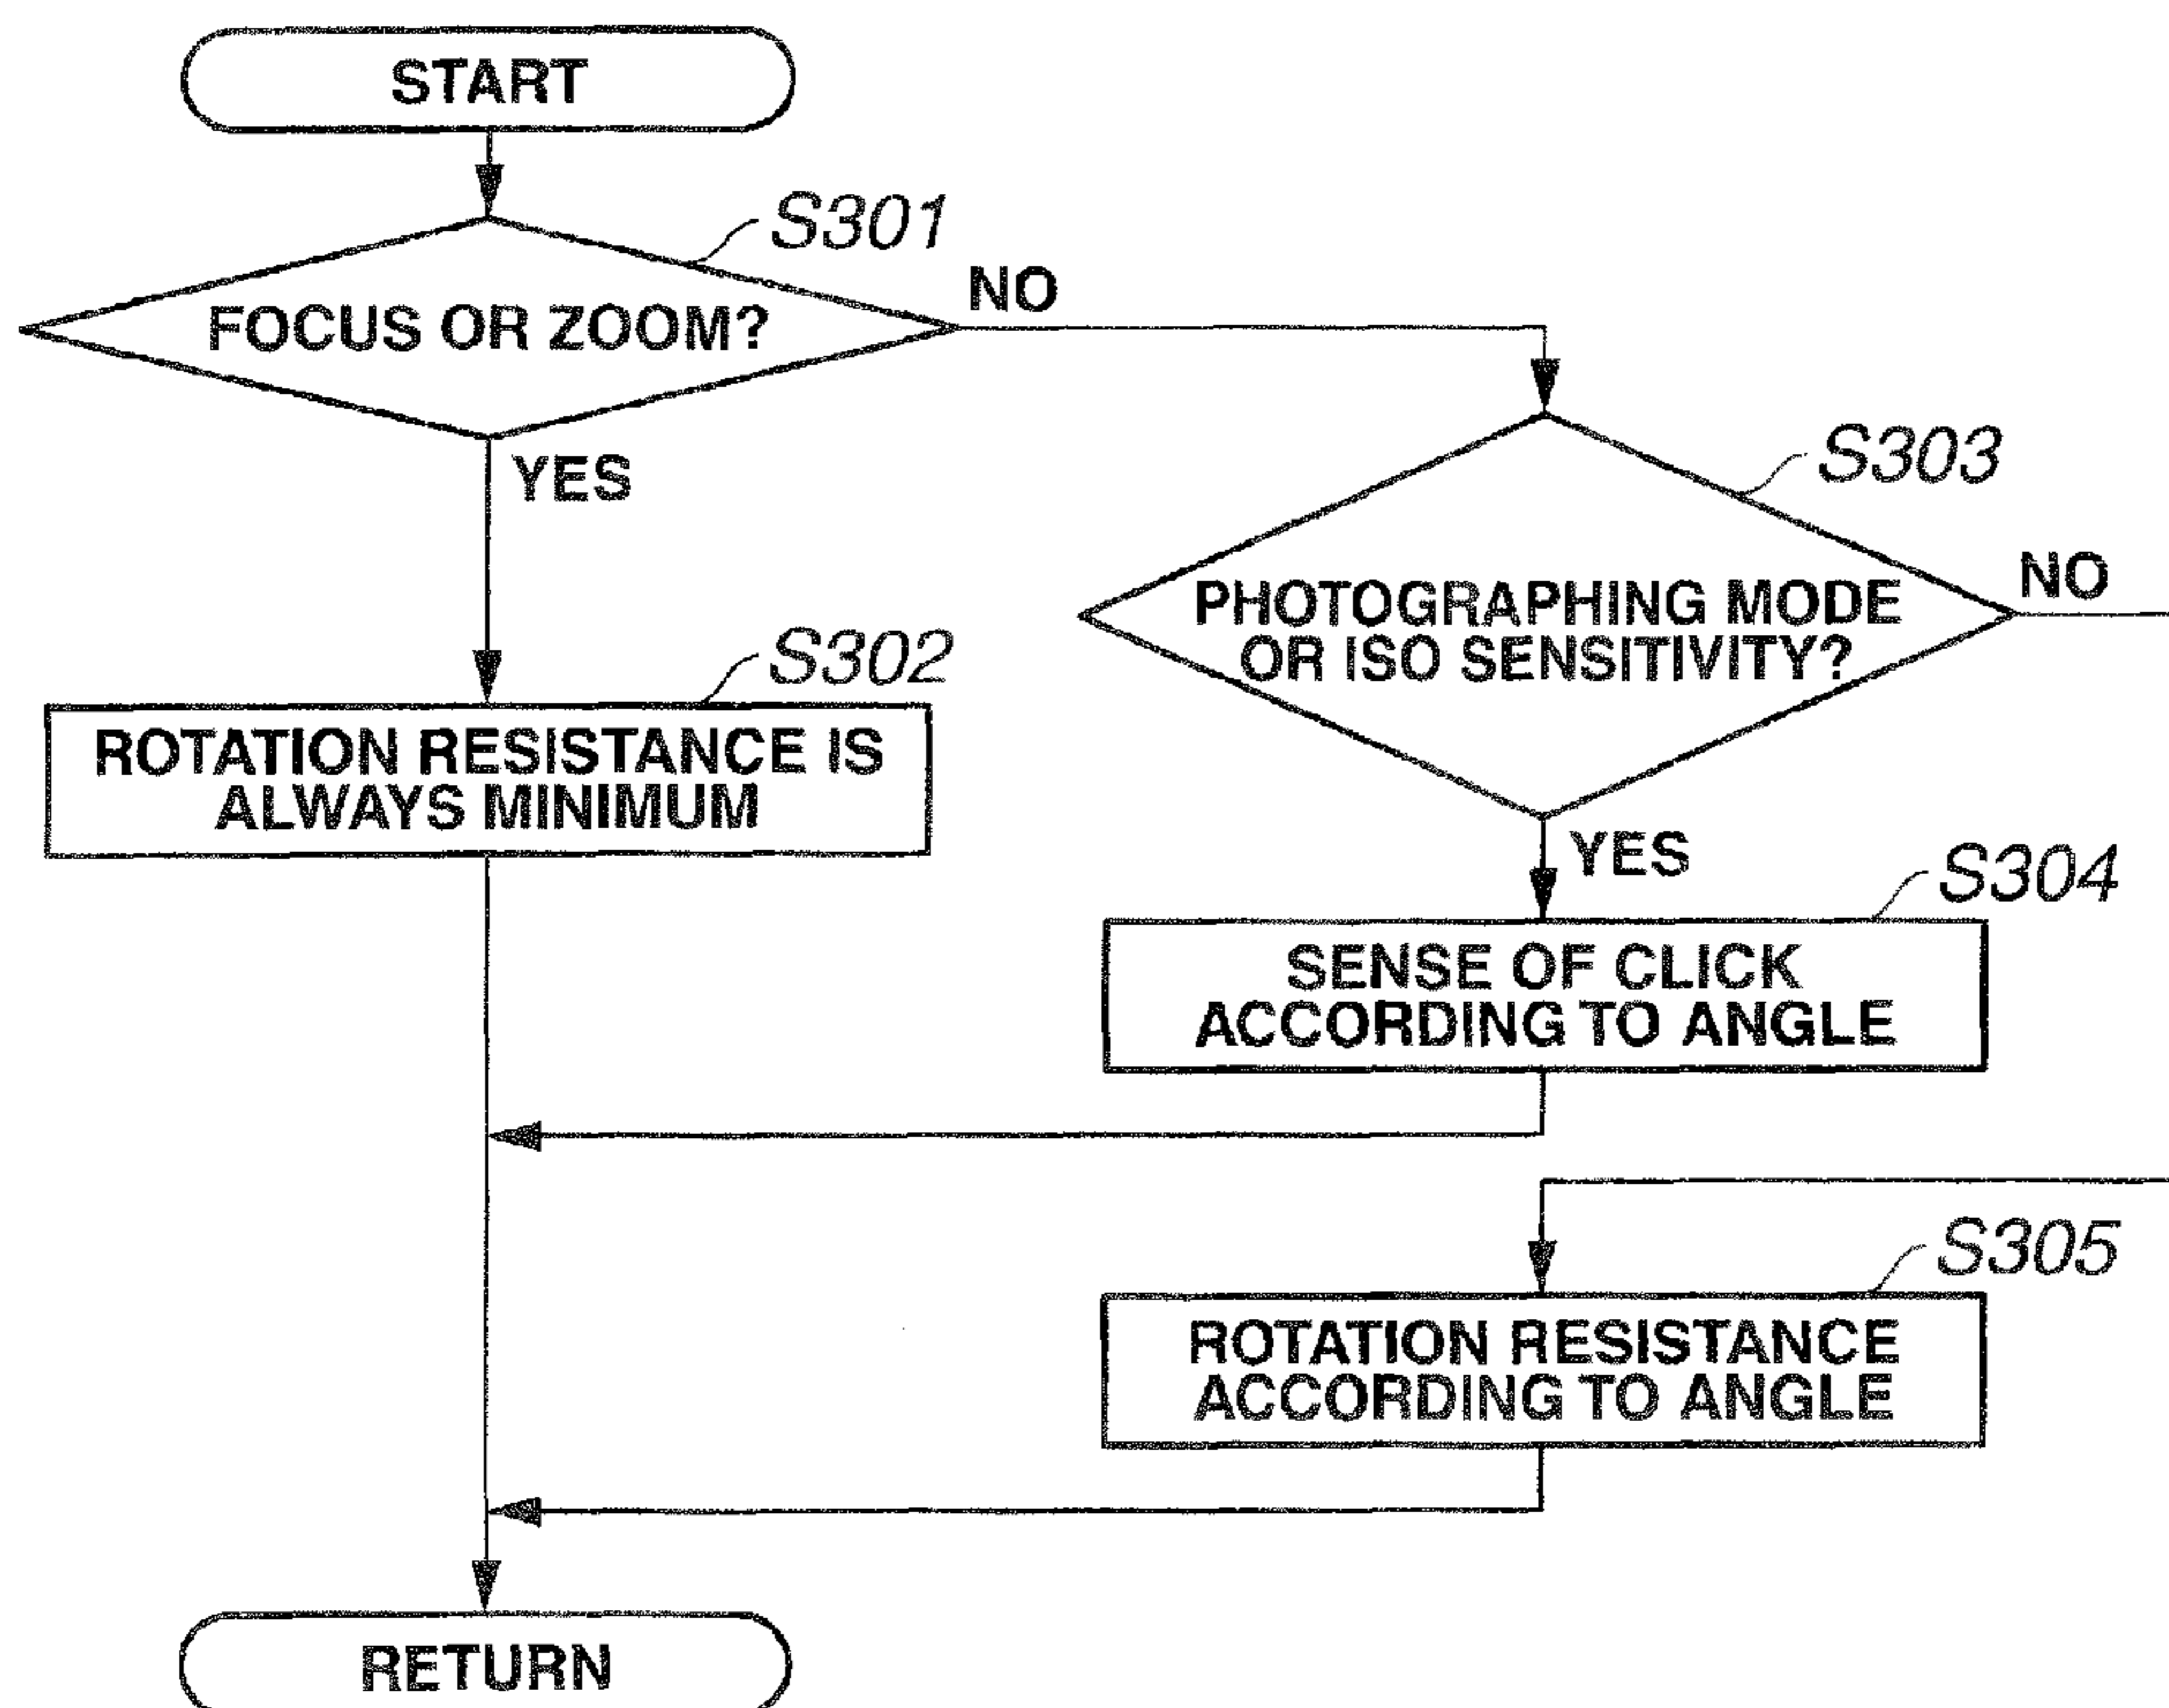 START
S301
FOCUS OR ZOOM?
NO
YES
S303
PHOTOGRAPHING MODE
OR ISO SENSITIVITY?
NO
S302
ROTATION RESISTANCE IS
ALWAYS MINIMUM
YES
S304
SENSE OF CLICK
ACCORDING TO ANGLE
S305
ROTATION RESISTANCE
ACCORDING TO ANGLE
RETURN